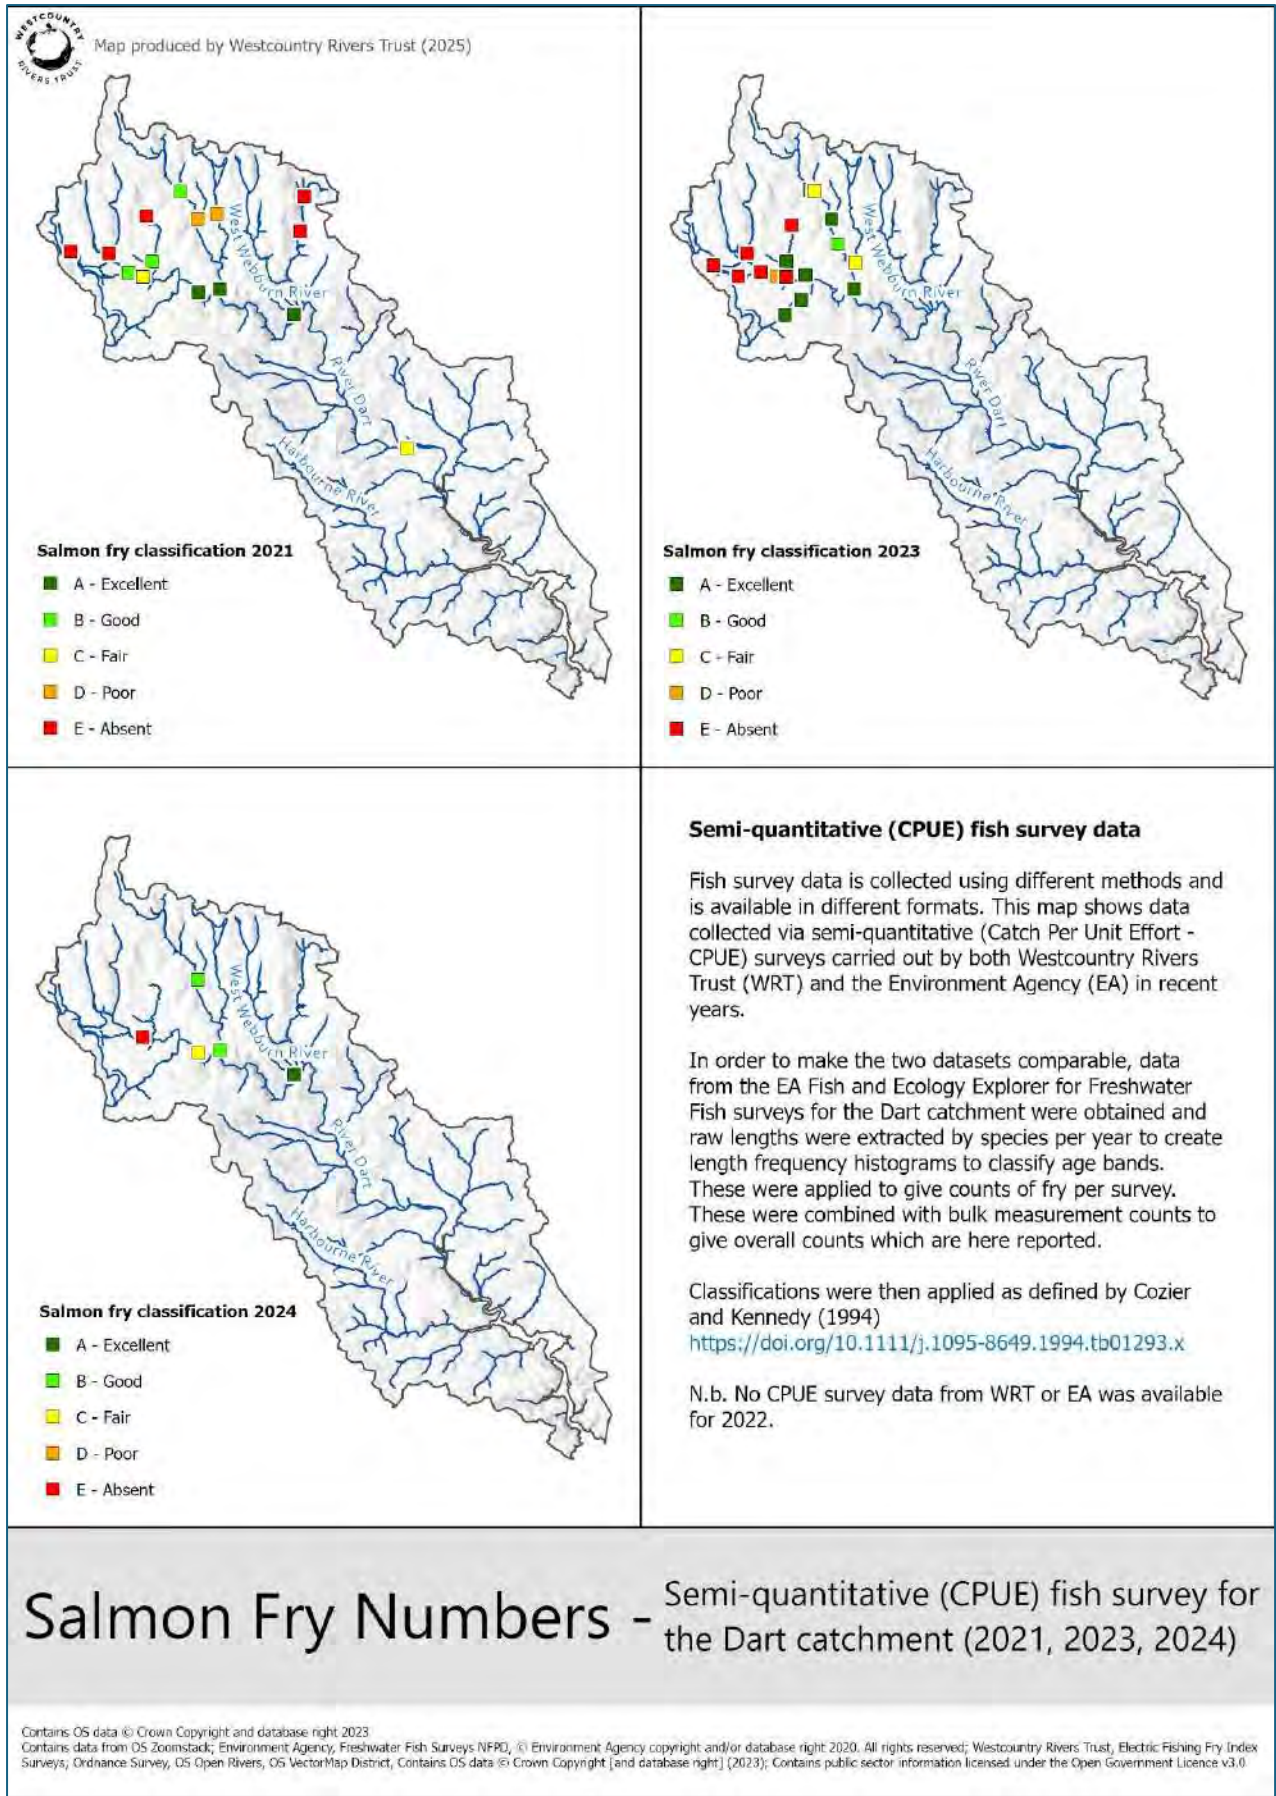 WESTCOUNTRY
RIVERS TRUST
Map produced by Westcountry Rivers Trust (2025)
West Webburn River
River Dart
Harbourne River
Salmon fry classification 2021
A - Excellent
B - Good
C - Fair
D - Poor
E - Absent
West Webburn River
River Dart
Harbourne River
Salmon fry classification 2023
A - Excellent
B - Good
C - Fair
D - Poor
E - Absent
West Webburn River
River Dart
Harbourne River
Salmon fry classification 2024
A - Excellent
B - Good
C - Fair
D - Poor
E - Absent
Semi-quantitative (CPUE) fish survey data
Fish survey data is collected using different methods and
is available in different formats. This map shows data
collected via semi-quantitative (Catch Per Unit Effort -
CPUE) surveys carried out by both Westcountry Rivers
Trust (WRT) and the Environment Agency (EA) in recent
years.
In order to make the two datasets comparable, data
from the EA Fish and Ecology Explorer for Freshwater
Fish surveys for the Dart catchment were obtained and
raw lengths were extracted by species per year to create
length frequency histograms to classify age bands.
These were applied to give counts of fry per survey.
These were combined with bulk measurement counts to
give overall counts which are here reported.
Classifications were then applied as defined by Cozier
and Kennedy (1994)
https://doi.org/10.1111/j.1095-8649.1994.tb01293.x
N.b. No CPUE survey data from WRT or EA was available
for 2022.
Salmon Fry Numbers -
Semi-quantitative (CPUE) fish survey for
the Dart catchment (2021, 2023, 2024)
Contains OS data © Crown Copyright and database right 2023
Contains data from OS Zoomstack; Environment Agency, Freshwater Fish Surveys NFPD, © Environment Agency copyright and/or database right 2020. All rights reserved; Westcountry Rivers Trust, Electric Fishing Fry Index
Surveys; Ordnance Survey, OS Open Rivers, OS VectorMap District, Contains OS data © Crown Copyright [and database right] (2023); Contains public sector information licensed under the Open Government Licence v3.0